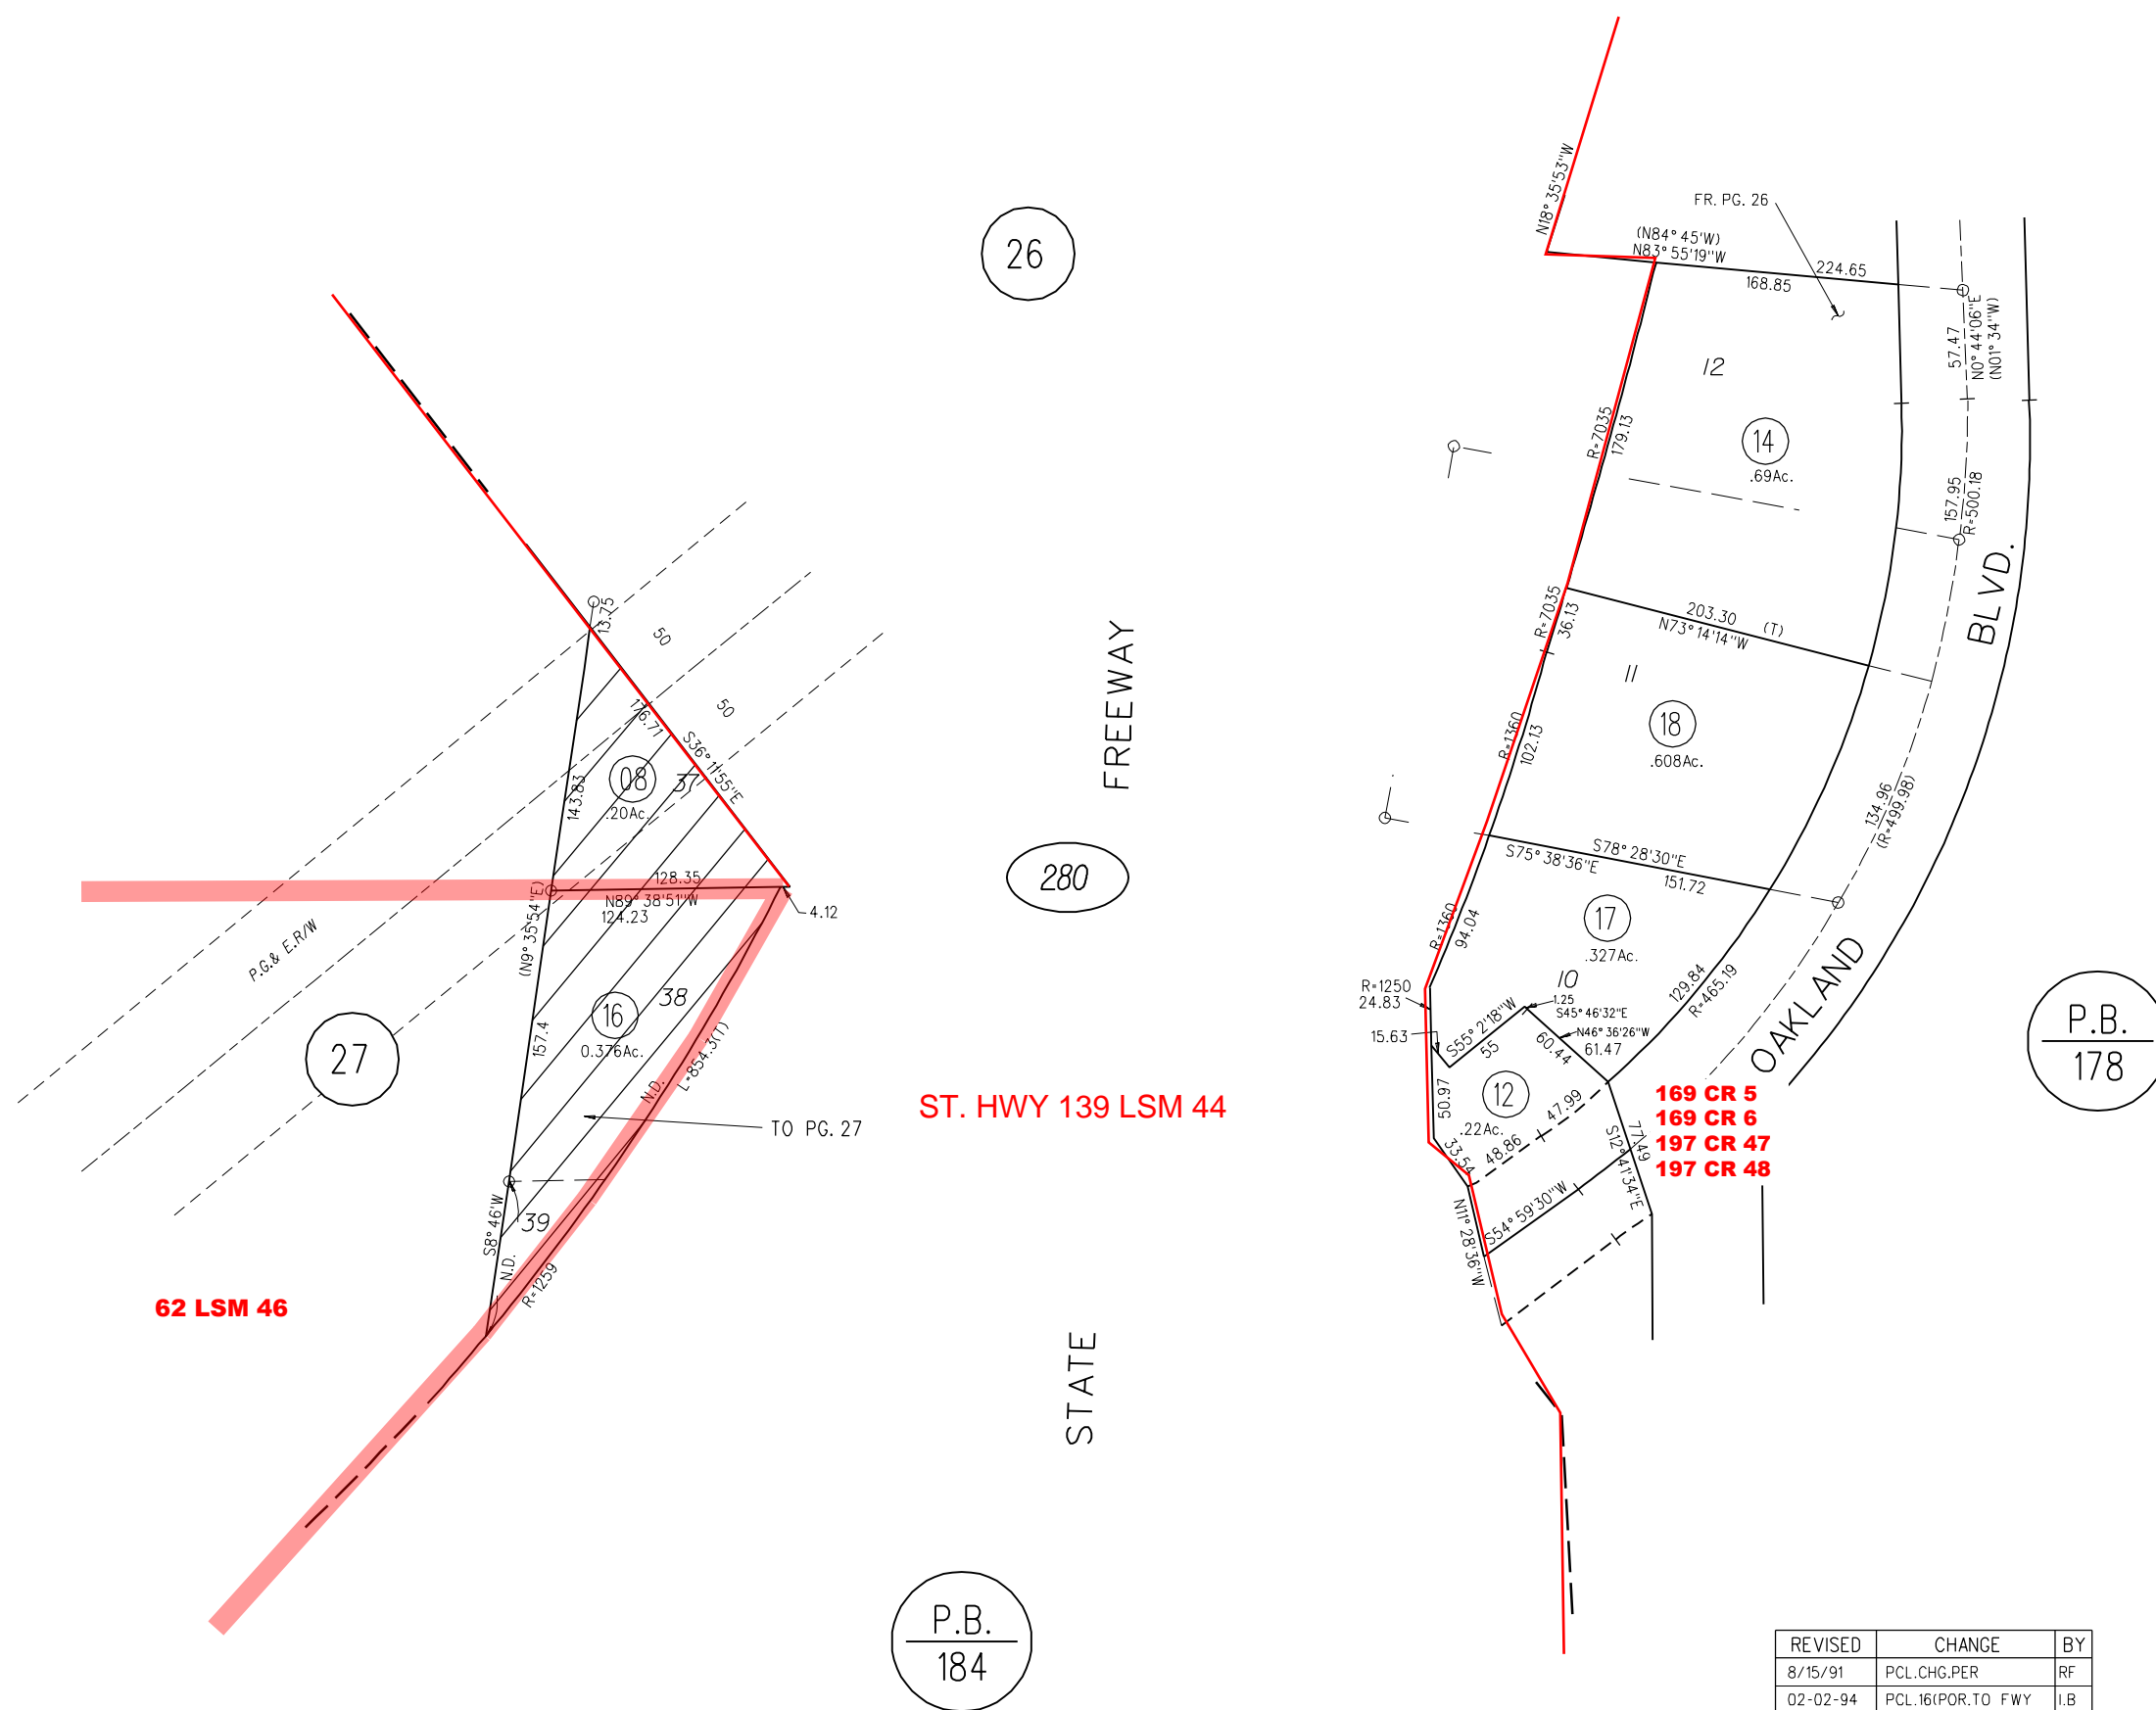 26
N18°35'53"W
FR. PG. 26
(N84°45'W)
N83°55'19"W
224.65
168.85
57.47
N0°44'06"E
(N01°34"W)
12
14
.69Ac.
R=7035
179.13
157.95
R=500.18
BLVD.
R=7035
36.13
203.30
(T)
N73°14'14"W
11
18
.608Ac.
R=1360
102.13
134.96
(R=499.98)
S78°28'30"E
S75°38'36"E
151.72
17
.327Ac.
R=1360
94.04
10
129.84
R=465.19
OAKLAND
R=1250
24.83
15.63
S55°2'18"W
55
1.25
S45°46'32"E
N46°36'26"W
61.47
60.44
12
.22Ac.
50.97
47.99
48.86
33.54
77.49
S12°41'34"E
S54°59'30"W
N11°28'36"W
169 CR 5
169 CR 6
197 CR 47
197 CR 48
P.B.
178
13.75
50
50
176.71
S36°11'55"E
08
37
.20Ac.
143.83
128.35
N89°38'51"W
124.23
4.12
(N9°35'54"E)
P.G.& E.R/W
27
157.4
16
38
0.376Ac.
N.D.
L=854.3(T)
TO PG. 27
39
S8°46'W
N.D.
R=1259
62 LSM 46
FREEWAY
280
ST. HWY 139 LSM 44
STATE
P.B.
184
REVISED CHANGE BY
8/15/91 PCL.CHG.PER RF
02-02-94 PCL.16(POR.TO FWY I.B